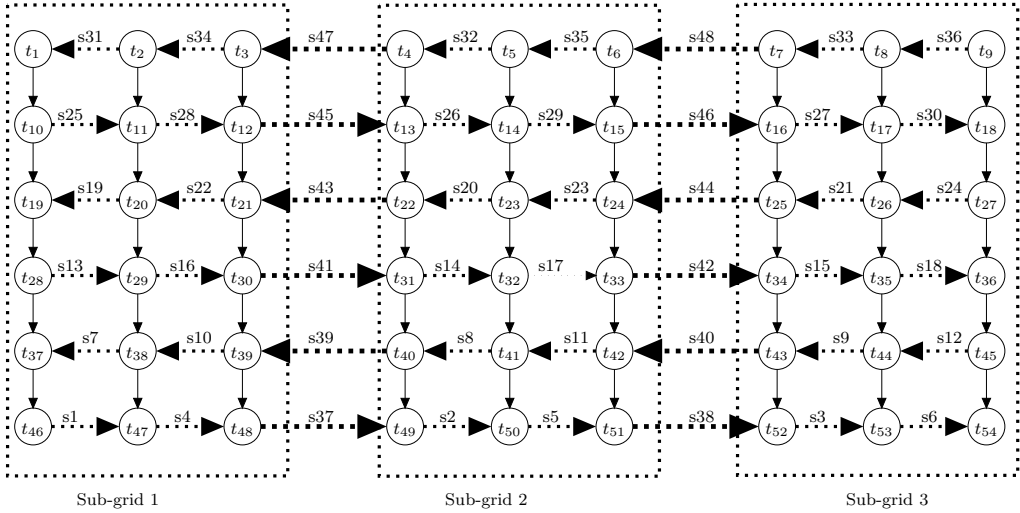 s31 s34 s47 s32 s35 s48 s33 s36
t1 t2 t3 t4 t5 t6 t7 t8 t9
s25 s28 s45 s26 s29 s46 s27 s30
t10 t11 t12 t13 t14 t15 t16 t17 t18
s19 s22 s43 s20 s23 s44 s21 s24
t19 t20 t21 t22 t23 t24 t25 t26 t27
s13 s16 s41 s14 s17 s42 s15 s18
t28 t29 t30 t31 t32 t33 t34 t35 t36
s7 s10 s39 s8 s11 s40 s9 s12
t37 t38 t39 t40 t41 t42 t43 t44 t45
s1 s4 s37 s2 s5 s38 s3 s6
t46 t47 t48 t49 t50 t51 t52 t53 t54
Sub-grid 1 Sub-grid 2 Sub-grid 3